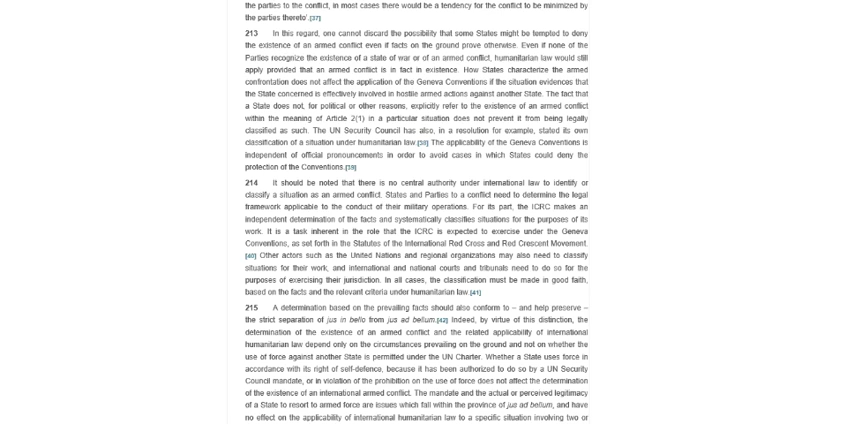 the parties to the conflict, in most cases there would be a tendency for the conflict to be minimized by
the parties thereto'.[37]
213 In this regard, one cannot discard the possibility that some States might be tempted to deny
the existence of an armed conflict even if facts on the ground prove otherwise. Even if none of the
Parties recognize the existence of a state of war or of an armed conflict, humanitarian law would still
apply provided that an armed conflict is in fact in existence. How States characterize the armed
confrontation does not affect the application of the Geneva Conventions if the situation evidences that
the State concerned is effectively involved in hostile armed actions against another State. The fact that
a State does not, for political or other reasons, explicitly refer to the existence of an armed conflict
within the meaning of Article 2(1) in a particular situation does not prevent it from being legally
classified as such. The UN Security Council has also, in a resolution for example, stated its own
classification of a situation under humanitarian law.[38] The applicability of the Geneva Conventions is
independent of official pronouncements in order to avoid cases in which States could deny the
protection of the Conventions.[39]
214 It should be noted that there is no central authority under international law to identify or
classify a situation as an armed conflict. States and Parties to a conflict need to determine the legal
framework applicable to the conduct of their military operations. For its part, the ICRC makes an
independent determination of the facts and systematically classifies situations for the purposes of its
work. It is a task inherent in the role that the ICRC is expected to exercise under the Geneva
Conventions, as set forth in the Statutes of the International Red Cross and Red Crescent Movement.
[40] Other actors such as the United Nations and regional organizations may also need to classify
situations for their work, and international and national courts and tribunals need to do so for the
purposes of exercising their jurisdiction. In all cases, the classification must be made in good faith,
based on the facts and the relevant criteria under humanitarian law.[41]
215 A determination based on the prevailing facts should also conform to – and help preserve –
the strict separation of jus in bello from jus ad bellum.[42] Indeed, by virtue of this distinction, the
determination of the existence of an armed conflict and the related applicability of international
humanitarian law depend only on the circumstances prevailing on the ground and not on whether the
use of force against another State is permitted under the UN Charter. Whether a State uses force in
accordance with its right of self-defence, because it has been authorized to do so by a UN Security
Council mandate, or in violation of the prohibition on the use of force does not affect the determination
of the existence of an international armed conflict. The mandate and the actual or perceived legitimacy
of a State to resort to armed force are issues which fall within the province of jus ad bellum, and have
no effect on the applicability of international humanitarian law to a specific situation involving two or